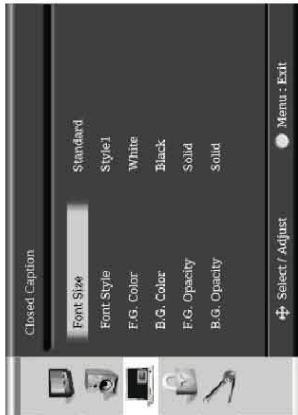 Closed Caption
Font Size Standard
Font Style Style1
F.G. Color White
B.G. Color Black
F.G. Opacity Solid
B.G. Opacity Solid
Select / Adjust Menu : Exit